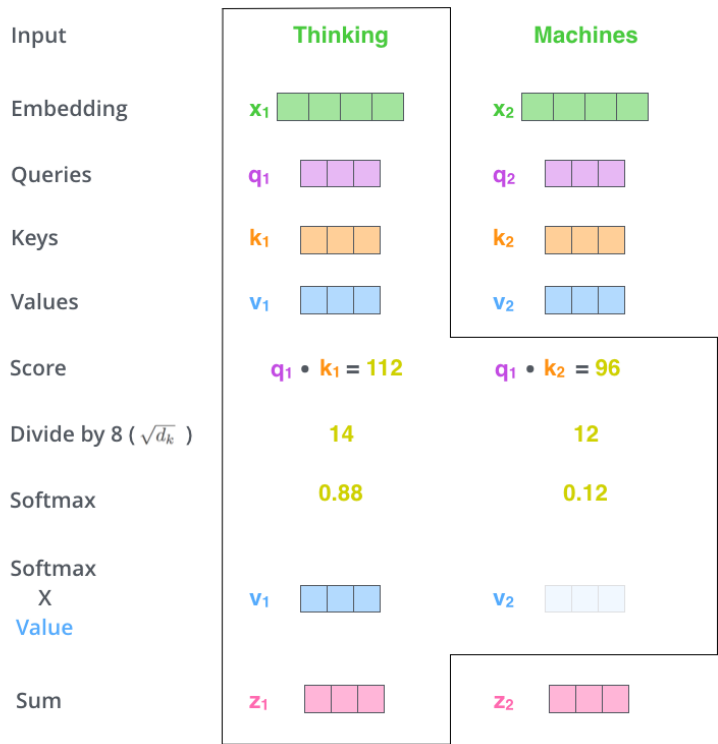 Input Thinking Machines
Embedding x₁ x₂
Queries q₁ q₂
Keys k₁ k₂
Values v₁ v₂
Score q₁ • k₁ = 112 q₁ • k₂ = 96
Divide by 8 ( √dₖ ) 14 12
Softmax 0.88 0.12
Softmax
X v₁ v₂
Value
Sum z₁ z₂